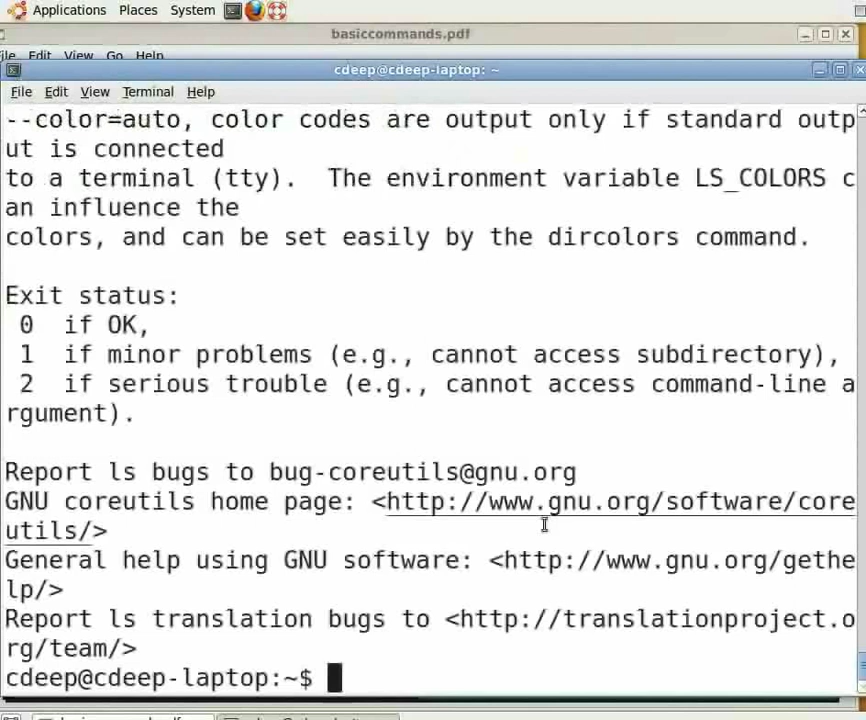 Applications Places System
basiccommands.pdf
ile Edit View Go Help
cdeep@cdeep-laptop: ~
File Edit View Terminal Help
--color=auto, color codes are output only if standard outp
ut is connected
to a terminal (tty).  The environment variable LS_COLORS c
an influence the
colors, and can be set easily by the dircolors command.
Exit status:
0  if OK,
1  if minor problems (e.g., cannot access subdirectory),
2  if serious trouble (e.g., cannot access command-line a
rgument).
Report ls bugs to bug-coreutils@gnu.org
GNU coreutils home page: <http://www.gnu.org/software/core
utils/>
General help using GNU software: <http://www.gnu.org/gethe
lp/>
Report ls translation bugs to <http://translationproject.o
rg/team/>
cdeep@cdeep-laptop:~$